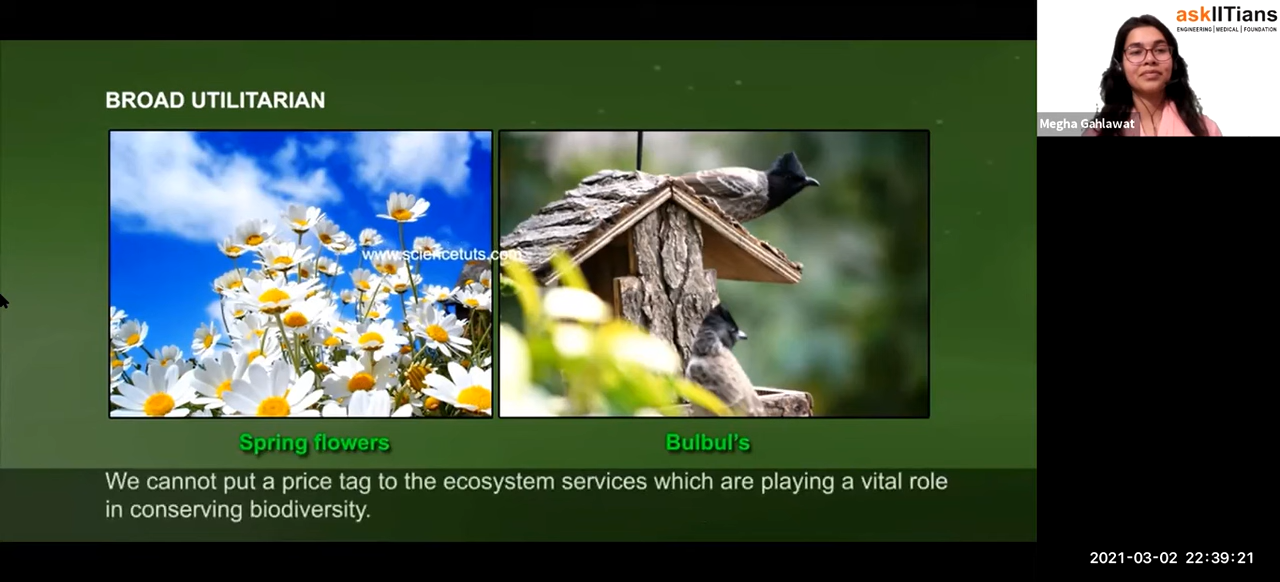 BROAD UTILITARIAN
www.sciencetuts.com
Spring flowers
Bulbul's
We cannot put a price tag to the ecosystem services which are playing a vital role
in conserving biodiversity.
askIITians
ENGINEERING | MEDICAL | FOUNDATION
Megha Gahlawat
2021-03-02 22:39:21